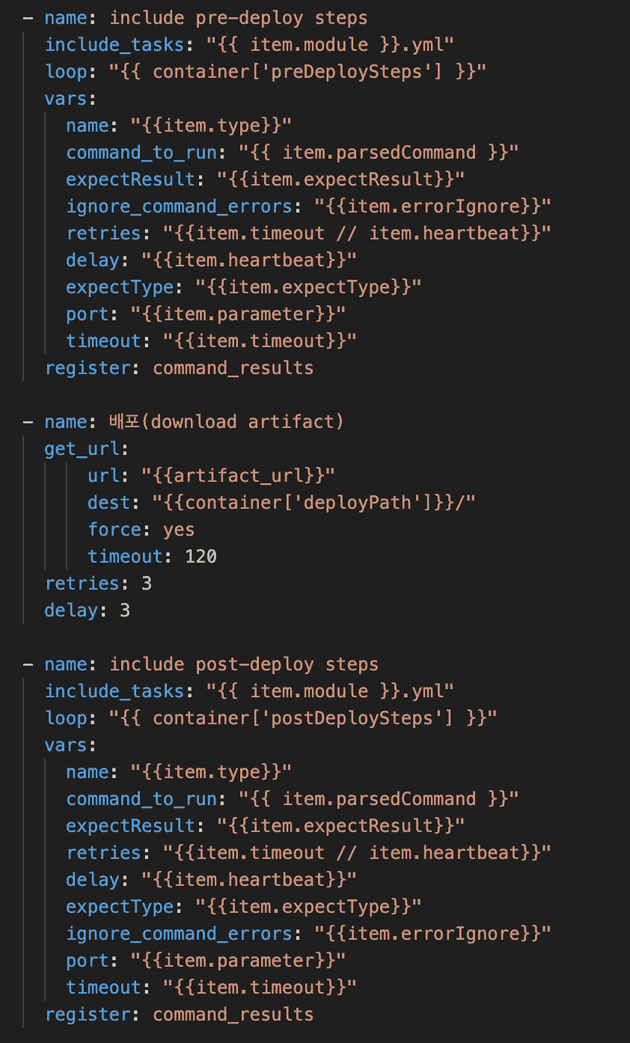 - name: include pre-deploy steps
  include_tasks: "{{ item.module }}.yml"
  loop: "{{ container['preDeploySteps'] }}"
  vars:
    name: "{{item.type}}"
    command_to_run: "{{ item.parsedCommand }}"
    expectResult: "{{item.expectResult}}"
    ignore_command_errors: "{{item.errorIgnore}}"
    retries: "{{item.timeout // item.heartbeat}}"
    delay: "{{item.heartbeat}}"
    expectType: "{{item.expectType}}"
    port: "{{item.parameter}}"
    timeout: "{{item.timeout}}"
  register: command_results

- name: 배포(download artifact)
  get_url:
      url: "{{artifact_url}}"
      dest: "{{container['deployPath']}}/"
      force: yes
      timeout: 120
  retries: 3
  delay: 3

- name: include post-deploy steps
  include_tasks: "{{ item.module }}.yml"
  loop: "{{ container['postDeploySteps'] }}"
  vars:
    name: "{{item.type}}"
    command_to_run: "{{ item.parsedCommand }}"
    expectResult: "{{item.expectResult}}"
    retries: "{{item.timeout // item.heartbeat}}"
    delay: "{{item.heartbeat}}"
    expectType: "{{item.expectType}}"
    ignore_command_errors: "{{item.errorIgnore}}"
    port: "{{item.parameter}}"
    timeout: "{{item.timeout}}"
  register: command_results